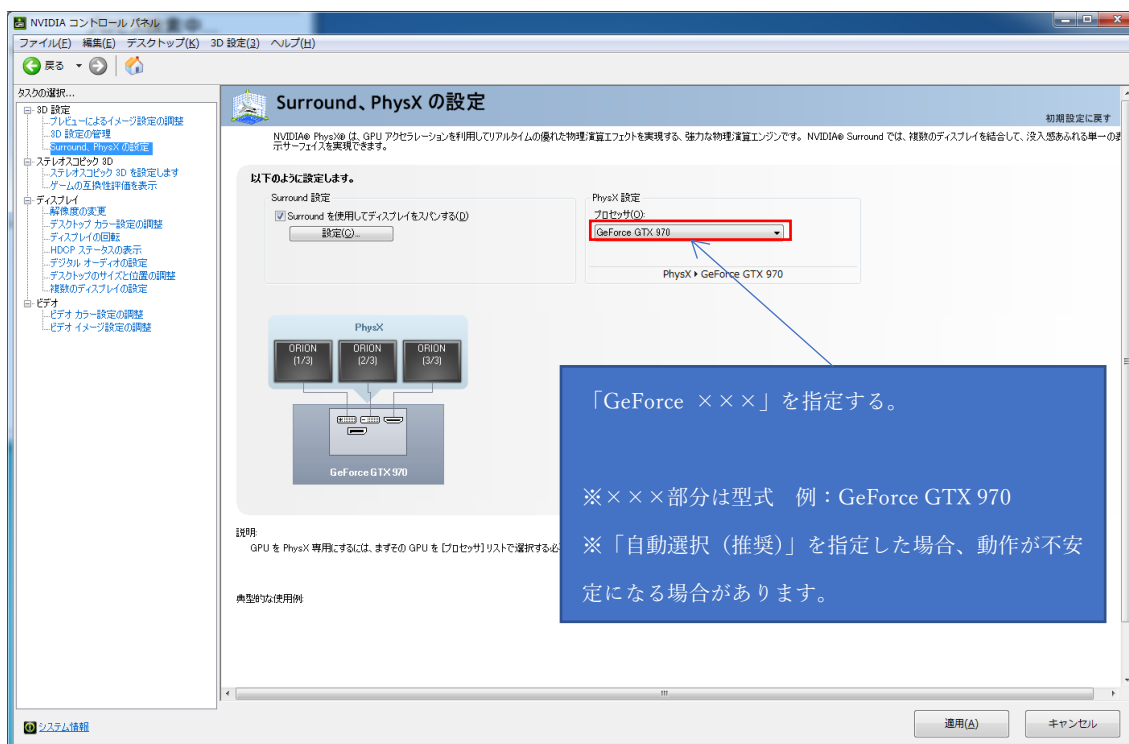 NVIDIA コントロール パネル
ファイル(F) 編集(E) デスクトップ(K) 3D 設定(3) ヘルプ(H)
戻る
タスクの選択...
3D 設定
プレビューによるイメージ設定の調整
3D 設定の管理
Surround、PhysX の設定
ステレオスコピック 3D
ステレオスコピック 3D を設定します
ゲームの互換性評価を表示
ディスプレイ
解像度の変更
デスクトップ カラー設定の調整
ディスプレイの回転
HDCP ステータスの表示
デジタル オーディオの設定
デスクトップのサイズと位置の調整
複数のディスプレイの設定
ビデオ
ビデオ カラー設定の調整
ビデオ イメージ設定の調整
システム情報
Surround、PhysX の設定
初期設定に戻す
NVIDIA® PhysX® は、GPU アクセラレーションを利用してリアルタイムの優れた物理演算エフェクトを実現する、強力な物理演算エンジンです。NVIDIA® Surround では、複数のディスプレイを結合して、没入感あふれる単一の表
示サーフェイスを実現できます。
以下のように設定します。
Surround 設定
Surround を使用してディスプレイをスパンする(D)
設定(C)...
PhysX 設定
プロセッサ(O):
GeForce GTX 970
PhysX ▸ GeForce GTX 970
PhysX
ORION ORION ORION
(1/3) (2/3) (3/3)
GeForce GTX 970
「GeForce ×××」を指定する。
※×××部分は型式 例：GeForce GTX 970
※「自動選択（推奨）」を指定した場合、動作が不安
定になる場合があります。
説明:
GPU を PhysX 専用にするには、まずその GPU を [プロセッサ] リストで選択する必
典型的な使用例:
適用(A) キャンセル